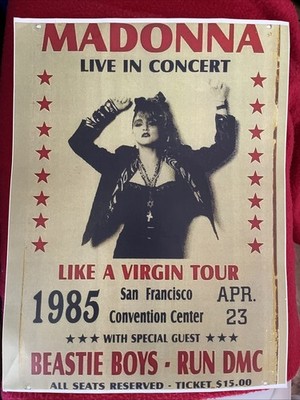 MADONNA
LIVE IN CONCERT
LIKE A VIRGIN TOUR
1985 San Francisco APR.
Convention Center 23
★★★ WITH SPECIAL GUEST ★★★
BEASTIE BOYS - RUN DMC
ALL SEATS RESERVED - TICKET $15.00